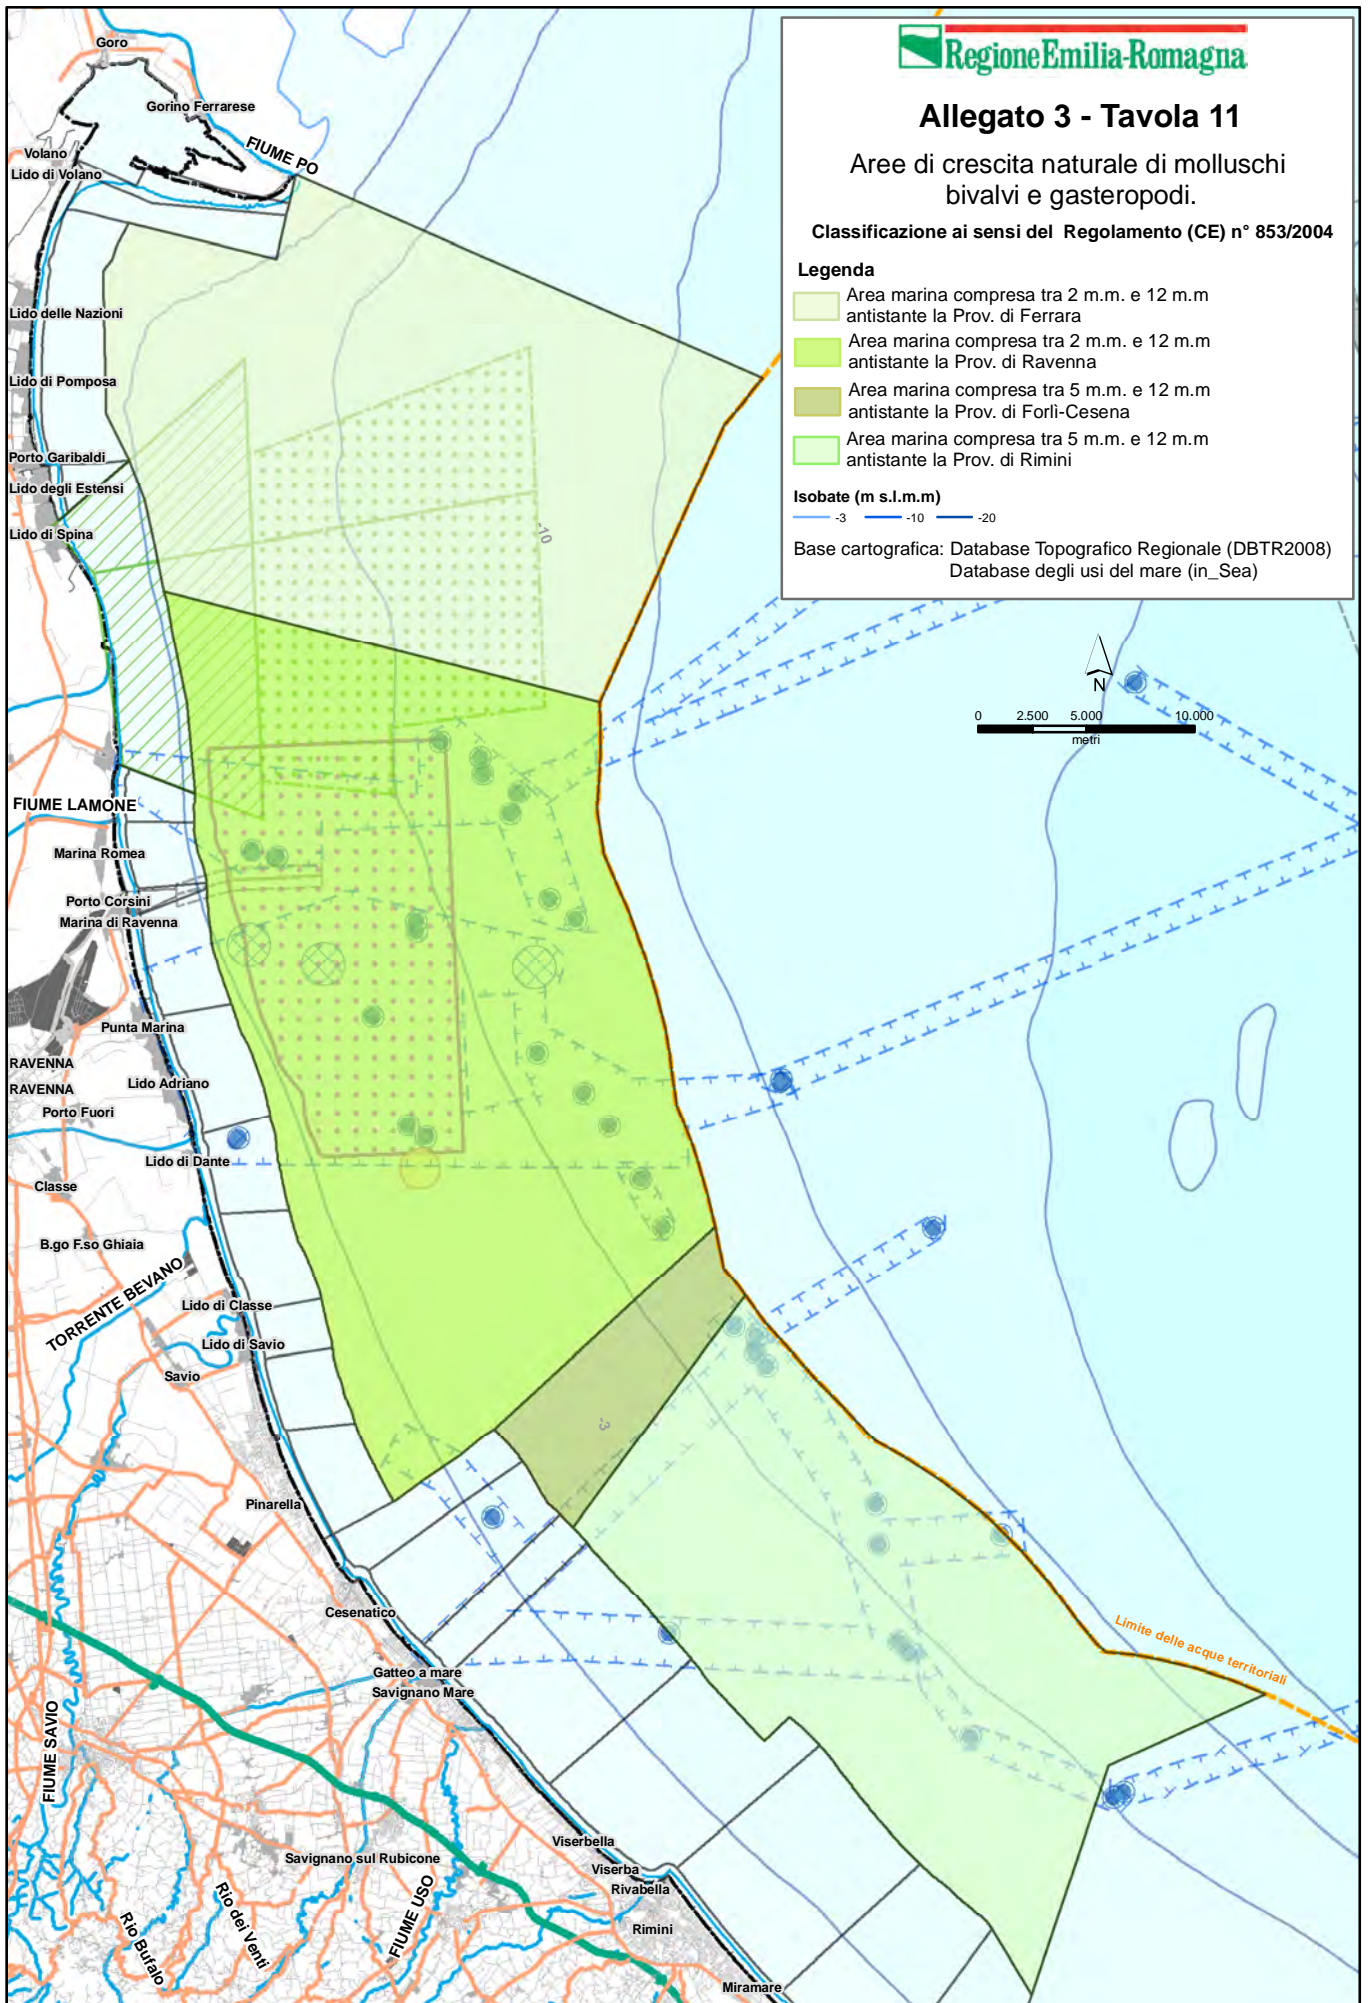 RegioneEmilia-Romagna
Allegato 3 - Tavola 11
Aree di crescita naturale di molluschi
bivalvi e gasteropodi.
Classificazione ai sensi del Regolamento (CE) n° 853/2004
Legenda
Area marina compresa tra 2 m.m. e 12 m.m
antistante la Prov. di Ferrara
Area marina compresa tra 2 m.m. e 12 m.m
antistante la Prov. di Ravenna
Area marina compresa tra 5 m.m. e 12 m.m
antistante la Prov. di Forlì-Cesena
Area marina compresa tra 5 m.m. e 12 m.m
antistante la Prov. di Rimini
Isobate (m s.l.m.m)
-3 -10 -20
Base cartografica: Database Topografico Regionale (DBTR2008)
Database degli usi del mare (in_Sea)
N
0 2.500 5.000 10.000
metri
Goro
Gorino Ferrarese
FIUME PO
Volano
Lido di Volano
Lido delle Nazioni
Lido di Pomposa
Porto Garibaldi
Lido degli Estensi
Lido di Spina
-10
FIUME LAMONE
Marina Romea
Porto Corsini
Marina di Ravenna
Punta Marina
RAVENNA
RAVENNA
Lido Adriano
Porto Fuori
Lido di Dante
Classe
B.go F.so Ghiaia
TORRENTE BEVANO
Lido di Classe
Lido di Savio
Savio
-3
Pinarella
Cesenatico
Limite delle acque territoriali
Gatteo a mare
Savignano Mare
FIUME SAVIO
Viserbella
Savignano sul Rubicone
Viserba
Rivabella
FIUME USO
Rio dei Venti
Rio Bufalo
Rimini
Miramare